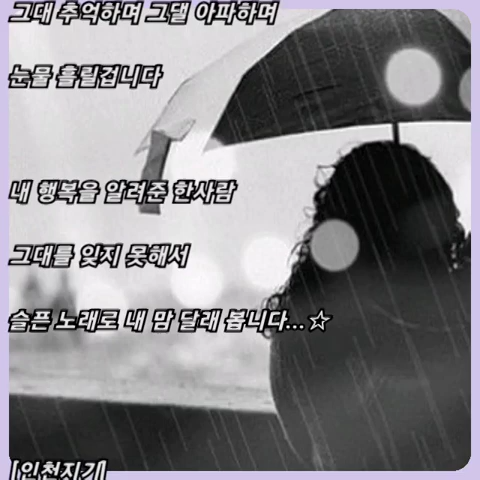 그대 추억하며 그댈 아파하며
눈물 흘릴겁니다
내 행복을 알려준 한사람
그대를 잊지 못해서
슬픈 노래로 내 맘 달래 봅니다...☆
[인천지기]